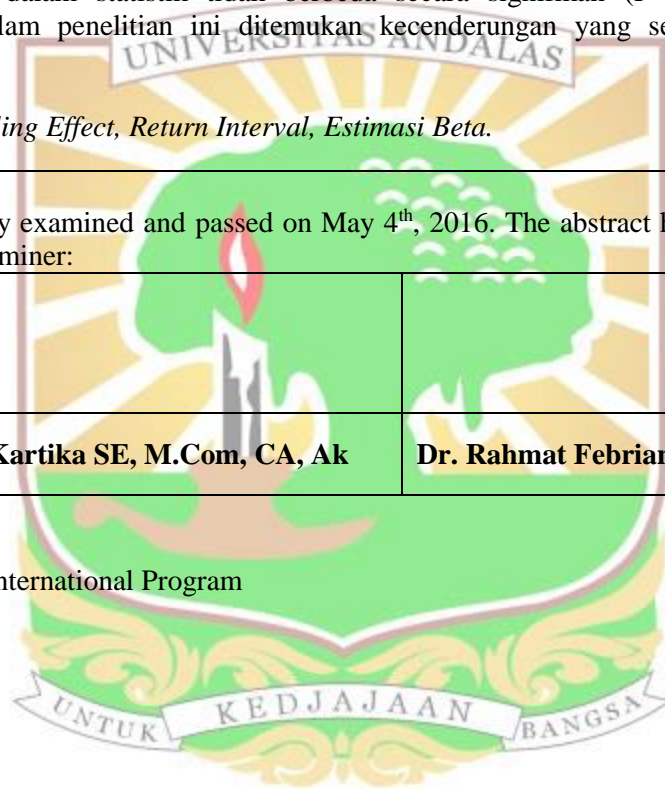 dalam statistik tidak berbeda secara signifikan (P
lam penelitian ini ditemukan kecenderungan yang se
UNIVERSITAS ANDALAS
ing Effect, Return Interval, Estimasi Beta.
y examined and passed on May 4th, 2016. The abstract
miner:
Kartika SE, M.Com, CA, Ak
Dr. Rahmat Febrian
nternational Program
UNTUK KEDJAJAAN BANGSA